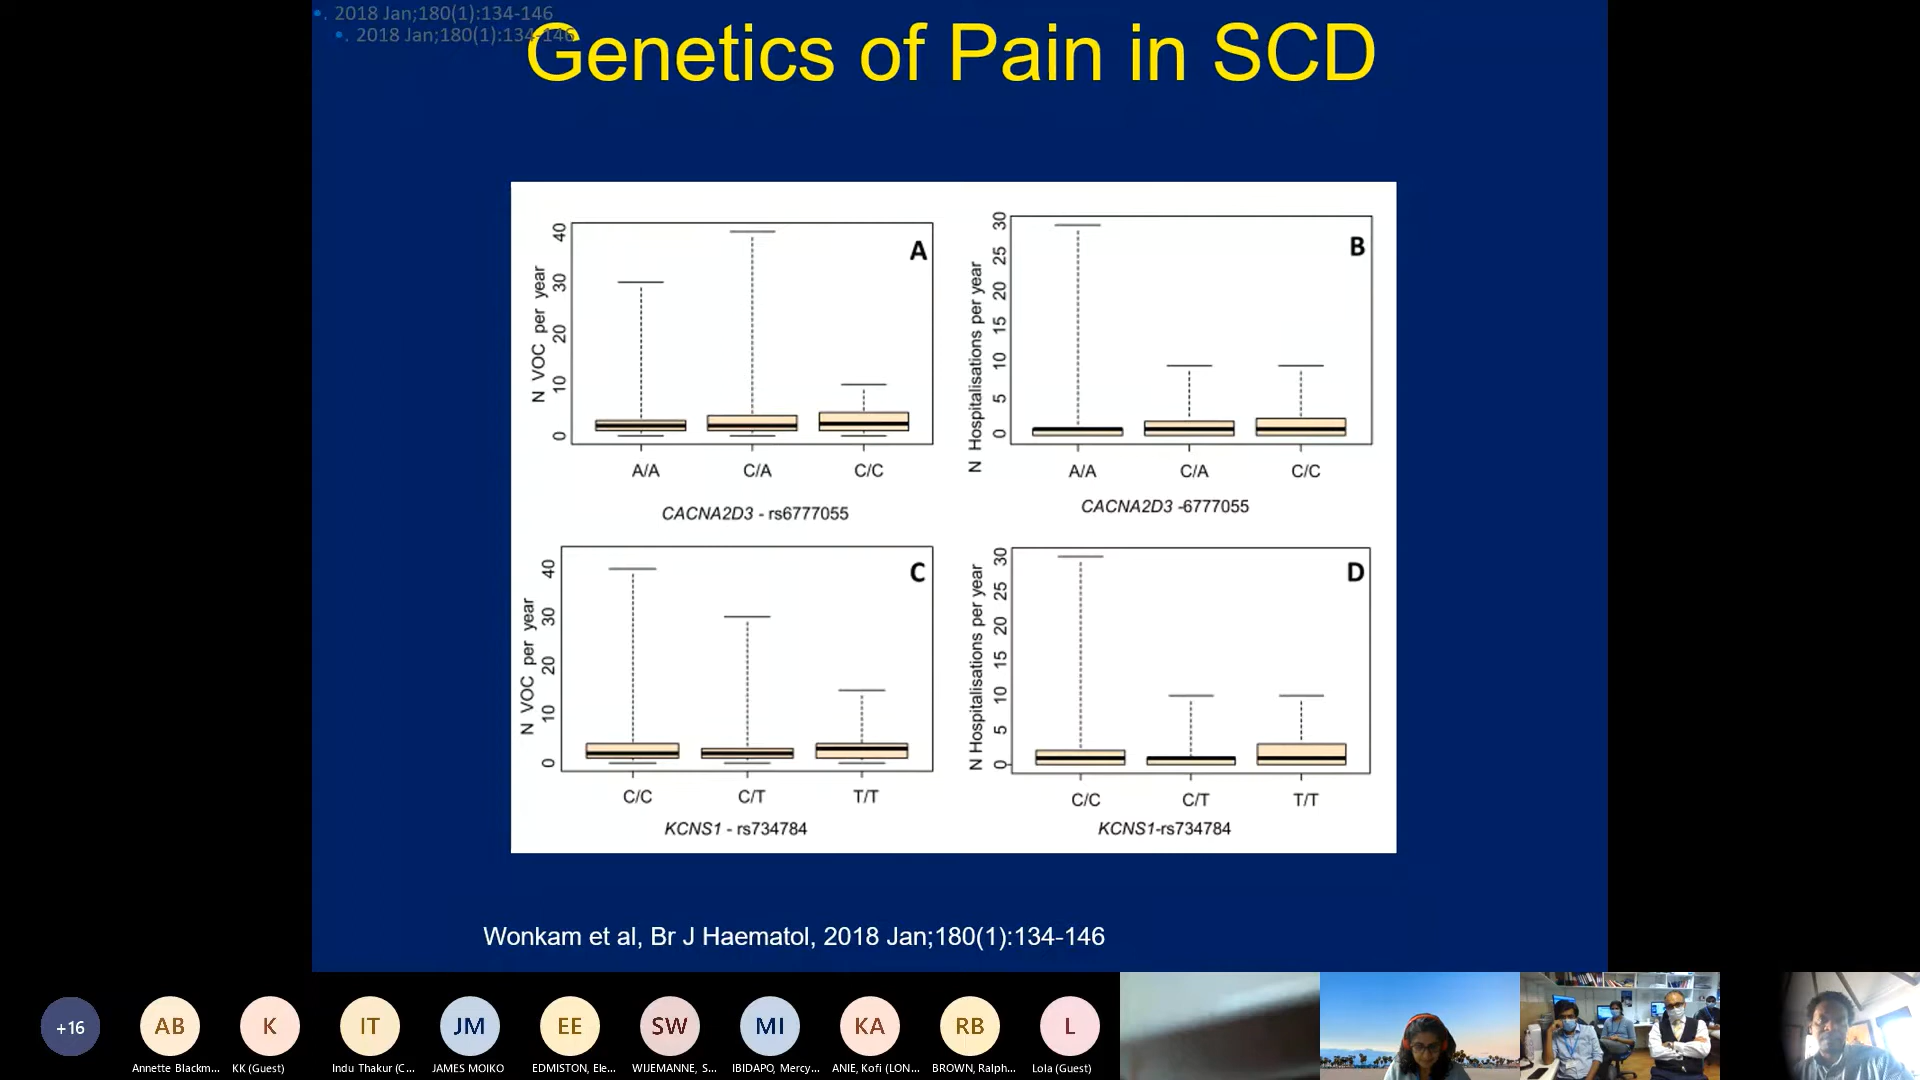 . 2018 Jan;180(1):134-146
. 2018 Jan;180(1):134-146
Genetics of Pain in SCD
A
N VOC per year
0 10 20 30 40
A/A C/A C/C
CACNA2D3 - rs6777055
B
N Hospitalisations per year
0 5 10 15 20 25 30
A/A C/A C/C
CACNA2D3 -6777055
C
N VOC per year
0 10 20 30 40
C/C C/T T/T
KCNS1 - rs734784
D
N Hospitalisations per year
0 5 10 15 20 25 30
C/C C/T T/T
KCNS1-rs734784
Wonkam et al, Br J Haematol, 2018 Jan;180(1):134-146
+16 AB K IT JM EE SW MI KA RB L
Annette Blackm... KK (Guest) Indu Thakur (C... JAMES MOIKO EDMISTON, Ele... WIJEMANNE, S... IBIDAPO, Mercy... ANIE, Kofi (LON... BROWN, Ralph... Lola (Guest)